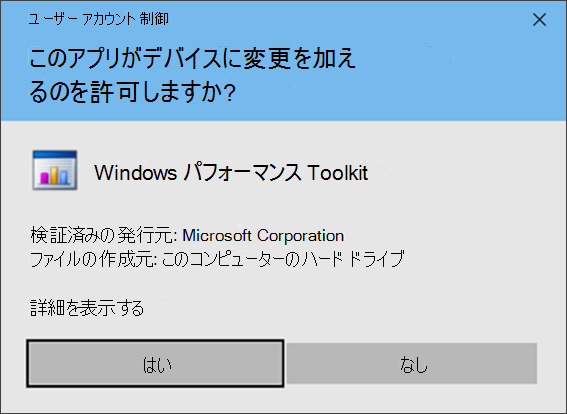 ユーザー アカウント 制御
このアプリがデバイスに変更を加え
るのを許可しますか?
Windows パフォーマンス Toolkit
検証済みの発行元: Microsoft Corporation
ファイルの作成元: このコンピューターのハード ドライブ
詳細を表示する
はい
なし